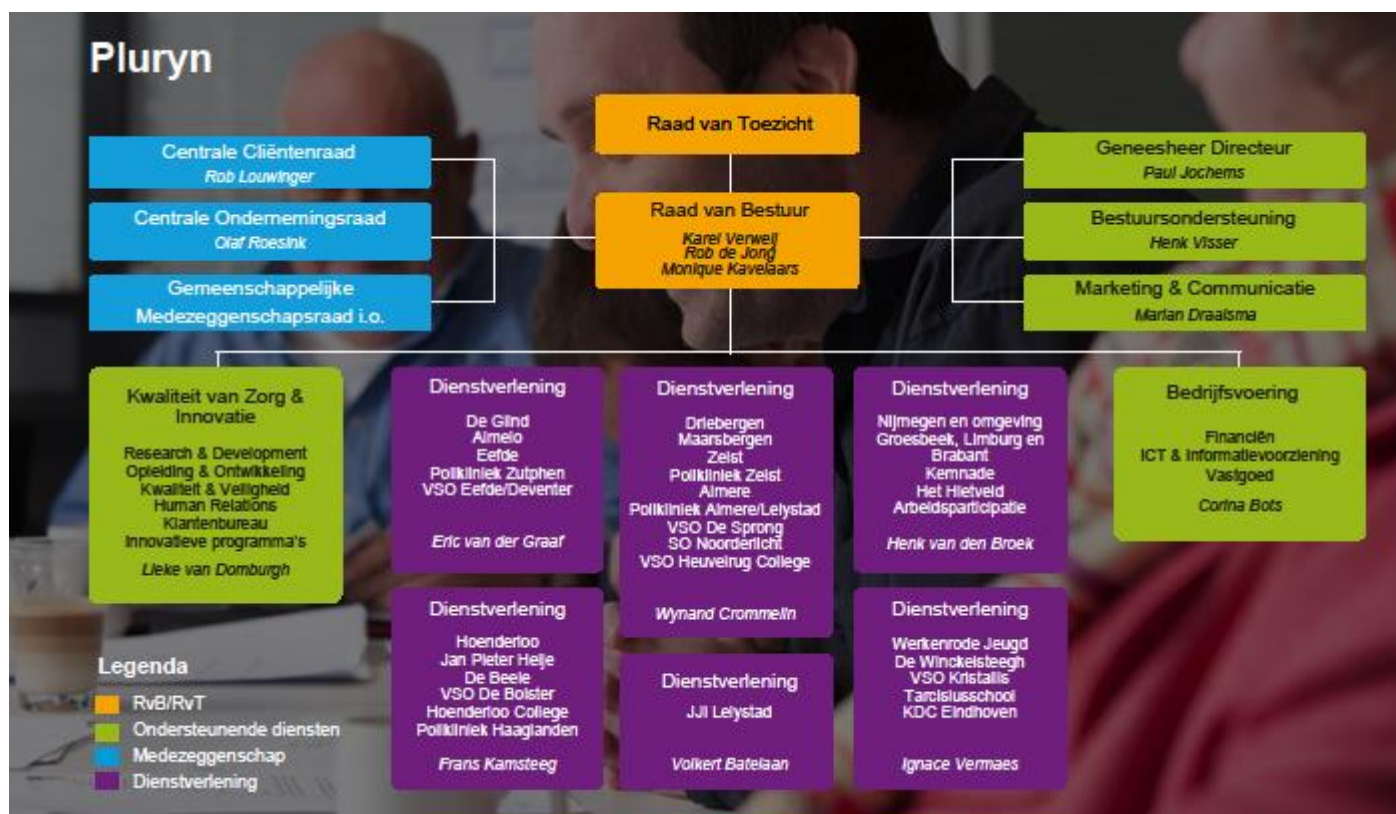 Pluryn
Raad van Toezicht
Centrale Cliëntenraad
Rob Louwinger
Geneesheer Directeur
Paul Jochems
Centrale Ondernemingsraad
Olaf Roesink
Raad van Bestuur
Karel Verweij
Rob de Jong
Monique Kavelaars
Bestuursondersteuning
Henk Visser
Gemeenschappelijke
Medezeggenschapsraad i.o.
Marketing & Communicatie
Marian Draaisma
Kwaliteit van Zorg &
Innovatie
Research & Development
Opleiding & Ontwikkeling
Kwaliteit & Veiligheid
Human Relations
Klantenbureau
Innovatieve programma's
Lieke van Domburgh
Dienstverlening
De Glind
Almelo
Eefde
Polikliniek Zutphen
VSO Eefde/Deventer
Eric van der Graaf
Dienstverlening
Driebergen
Maarsbergen
Zeist
Polikliniek Zeist
Almere
Polikliniek Almere/Lelystad
VSO De Sprong
SO Noorderlicht
VSO Heuvelrug College
Wynand Crommelin
Dienstverlening
Nijmegen en omgeving
Groesbeek, Limburg en
Brabant
Kemnade
Het Hietveld
Arbeidsparticipatie
Henk van den Broek
Bedrijfsvoering
Financiën
ICT & Informatievoorziening
Vastgoed
Corina Bots
Dienstverlening
Hoenderloo
Jan Pieter Heije
De Beele
VSO De Bolster
Hoenderloo College
Polikliniek Haaglanden
Frans Kamsteeg
Dienstverlening
JJI Lelystad
Volkert Batelaan
Dienstverlening
Werkenrode Jeugd
De Winckelsteegh
VSO Kristallis
Tarcisiusschool
KDC Eindhoven
Ignace Vermaes
Legenda
RvB/RvT
Ondersteunende diensten
Medezeggenschap
Dienstverlening